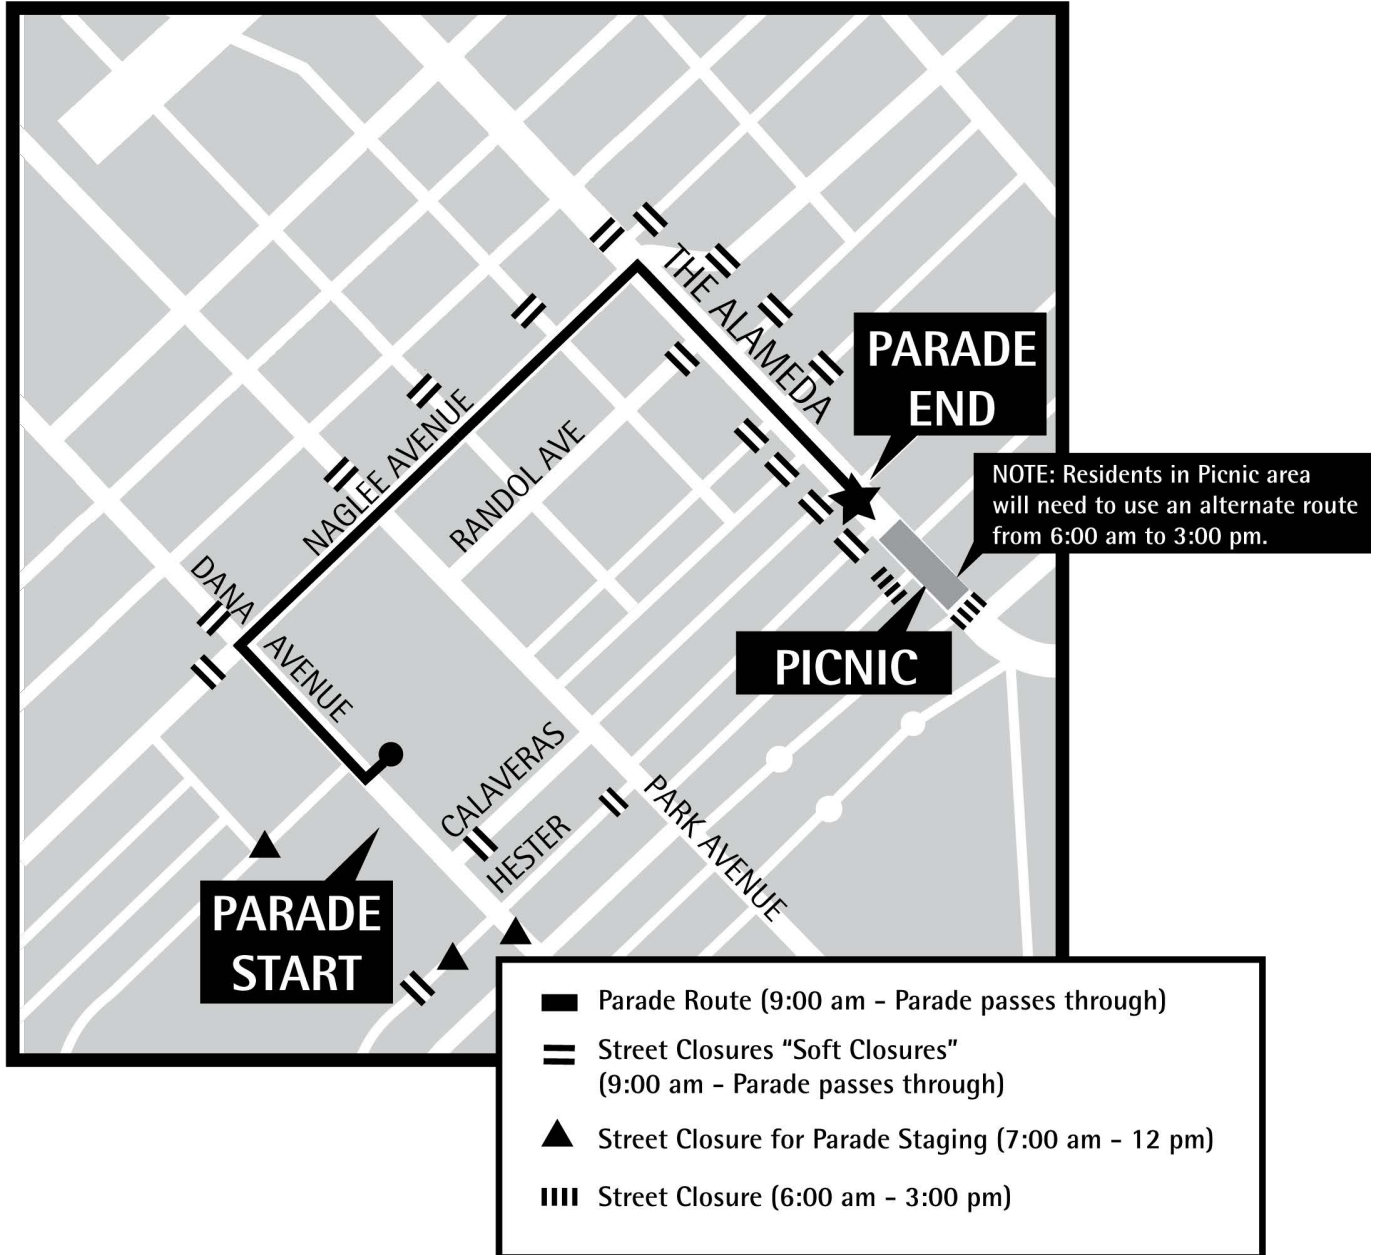 THE ALAMEDA
PARADE
END
NAGLEE AVENUE
RANDOL AVE
NOTE: Residents in Picnic area
will need to use an alternate route
from 6:00 am to 3:00 pm.
DANA
AVENUE
PICNIC
CALAVERAS
HESTER
PARK AVENUE
PARADE
START
Parade Route (9:00 am - Parade passes through)
Street Closures “Soft Closures”
(9:00 am - Parade passes through)
Street Closure for Parade Staging (7:00 am - 12 pm)
Street Closure (6:00 am - 3:00 pm)